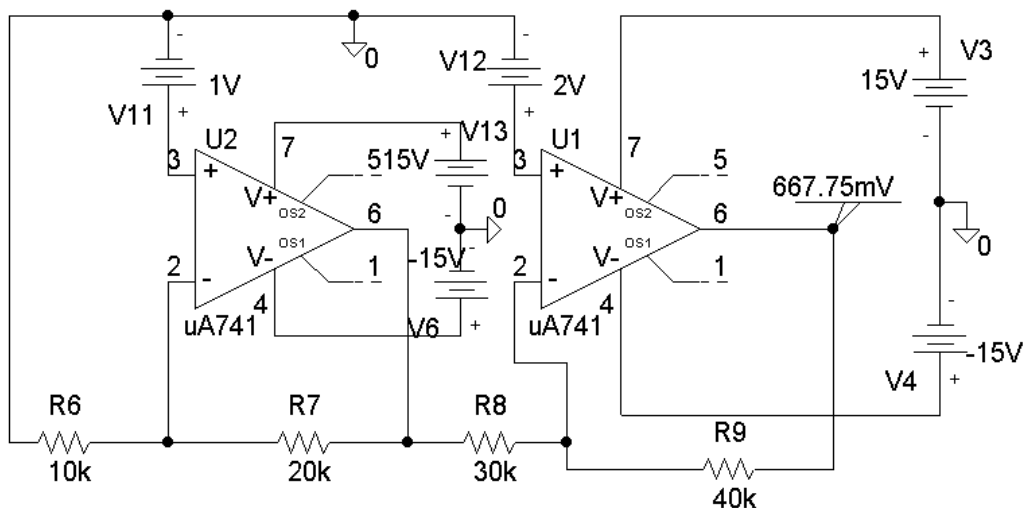 -
-
0
V12
V3
+
1V
2V
15V
V11
+
+
U2
7
+
V13
U1
7
-
3
+
515V
3
+
5
667.75mV
V+
OS2
-
0
V+
OS2
6
6
0
OS1
-15V
-
OS1
2
-
V-
1
2
-
V-
1
4
4
-
uA741
V6
+
uA741
-15V
V4
+
R6
R7
R8
R9
10k
20k
30k
40k